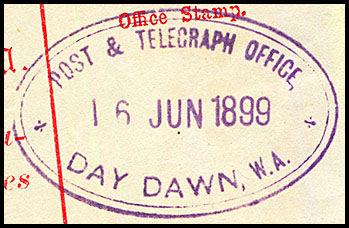 Office Stamp.
POST & TELEGRAPH OFFICE,
16 JUN 1899
DAY DAWN, W.A.